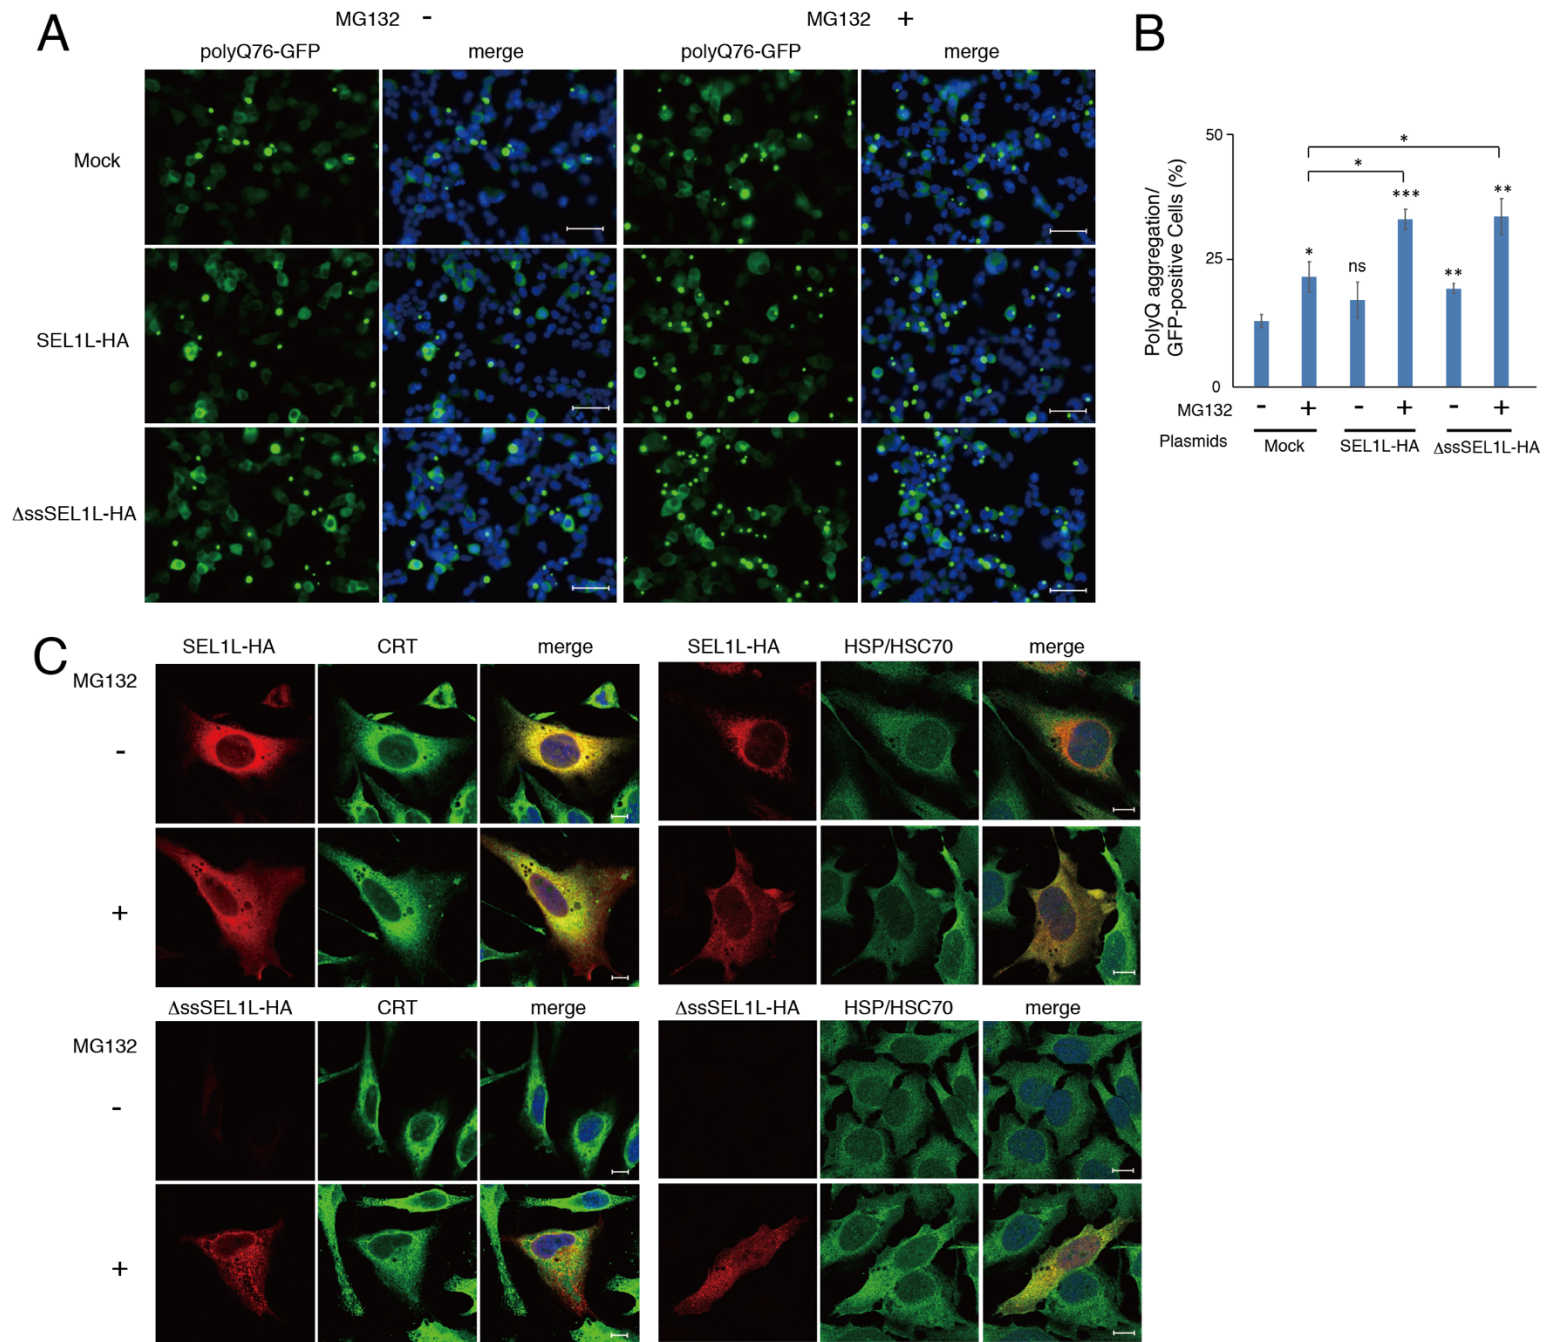 A
MG132 -
MG132 +
polyQ76-GFP merge polyQ76-GFP merge
Mock
SEL1L-HA
ΔssSEL1L-HA
B
PolyQ aggregation/
GFP-positive Cells (%)
50
25
0
*
*
* ns ** *** **
MG132 - + - + - +
Plasmids Mock SEL1L-HA ΔssSEL1L-HA
C
SEL1L-HA CRT merge SEL1L-HA HSP/HSC70 merge
MG132
-
+
ΔssSEL1L-HA CRT merge ΔssSEL1L-HA HSP/HSC70 merge
MG132
-
+